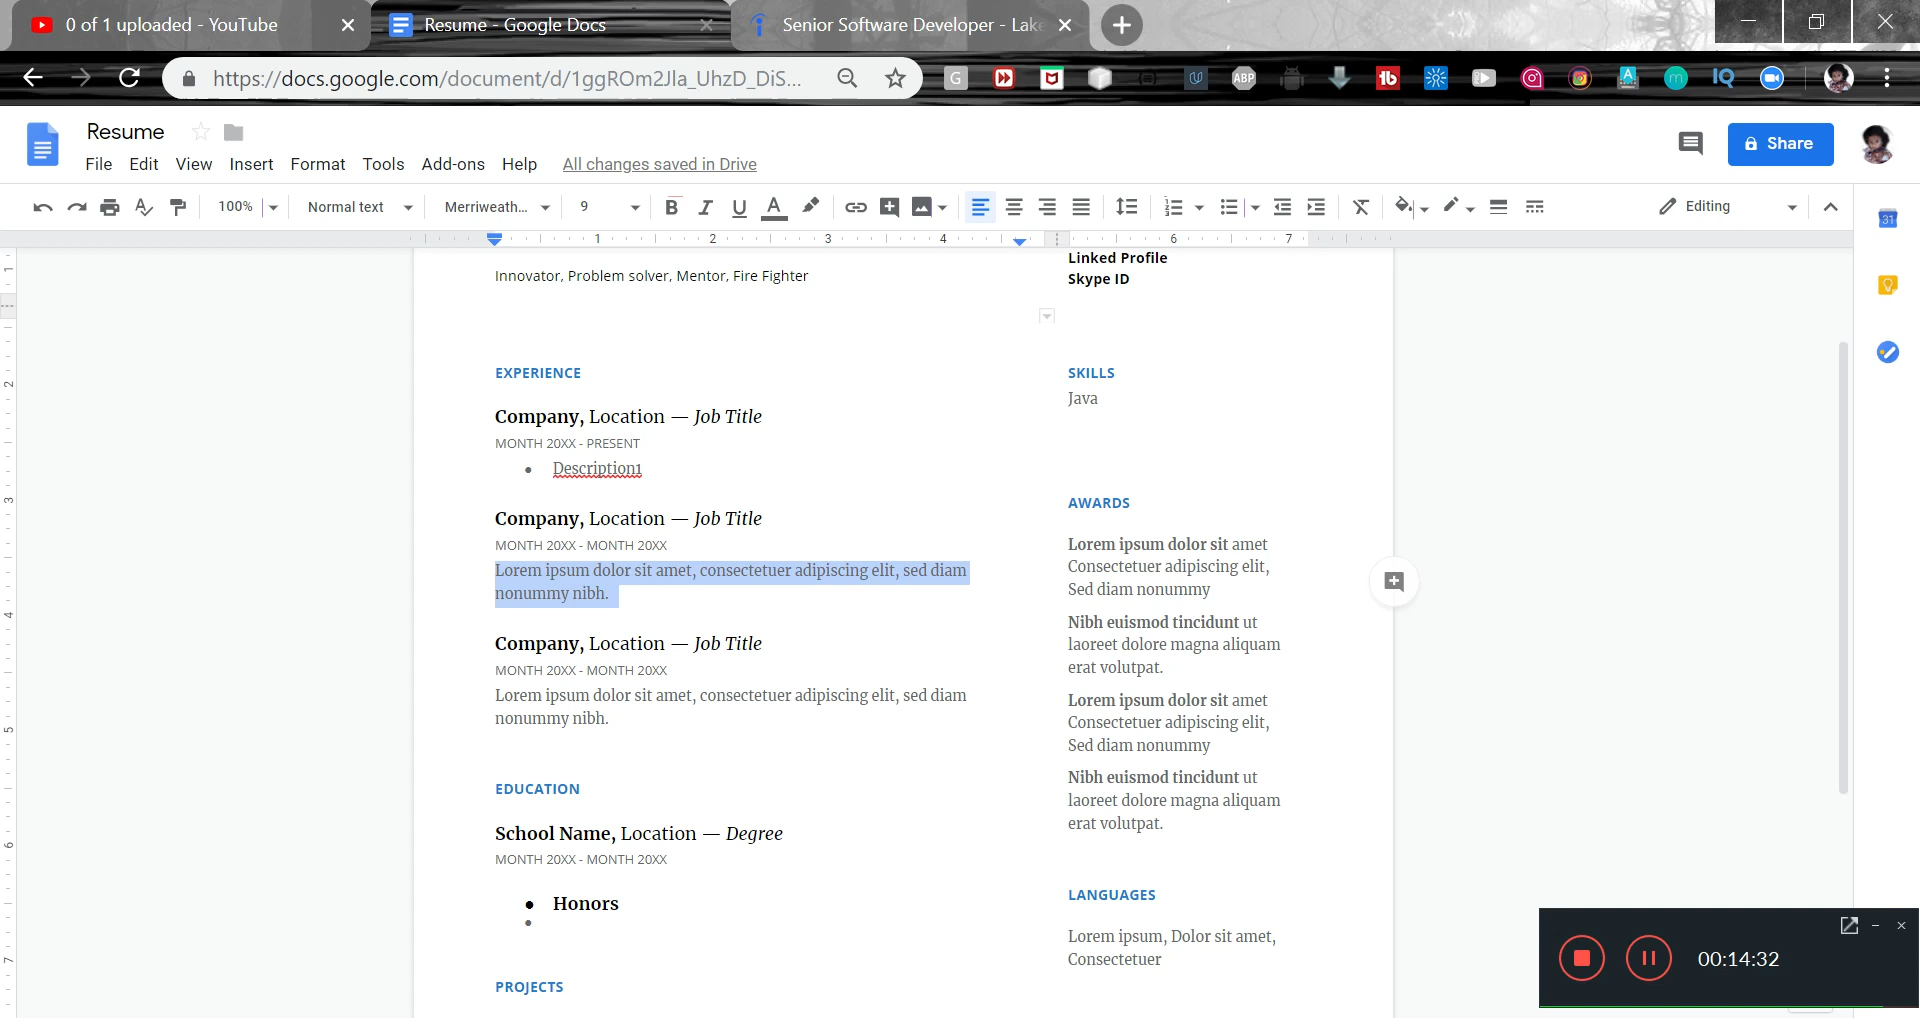 0 of 1 uploaded - YouTube
Resume - Google Docs
Senior Software Developer - Lake
https://docs.google.com/document/d/1ggROm2Jla_UhzD_DiS...
Resume
File Edit View Insert Format Tools Add-ons Help All changes saved in Drive
Share
100% Normal text Merriweath... 9 B I U A Editing
1 2 3 4 6 7
Innovator, Problem solver, Mentor, Fire Fighter
Linked Profile
Skype ID
EXPERIENCE
Company, Location — Job Title
MONTH 20XX - PRESENT
● Description1
Company, Location — Job Title
MONTH 20XX - MONTH 20XX
Lorem ipsum dolor sit amet, consectetuer adipiscing elit, sed diam
nonummy nibh.
Company, Location — Job Title
MONTH 20XX - MONTH 20XX
Lorem ipsum dolor sit amet, consectetuer adipiscing elit, sed diam
nonummy nibh.
EDUCATION
School Name, Location — Degree
MONTH 20XX - MONTH 20XX
● Honors
●
PROJECTS
SKILLS
Java
AWARDS
Lorem ipsum dolor sit amet
Consectetuer adipiscing elit,
Sed diam nonummy
Nibh euismod tincidunt ut
laoreet dolore magna aliquam
erat volutpat.
Lorem ipsum dolor sit amet
Consectetuer adipiscing elit,
Sed diam nonummy
Nibh euismod tincidunt ut
laoreet dolore magna aliquam
erat volutpat.
LANGUAGES
Lorem ipsum, Dolor sit amet,
Consectetuer
00:14:32